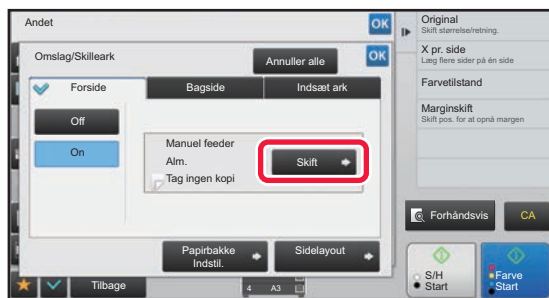 Andet
OK
Omslag/Skilleark
Annuller alle
OK
Forside
Bagside
Indsæt ark
Off
On
Manuel feeder
Alm.
Tag ingen kopi
Skift
Papirbakke
Indstil.
Sidelayout
Tilbage
4
A3
Original
Skift størrelse/retning.
X pr. side
Læg flere sider på én side
Farvetilstand
Marginskift
Skift pos. for at opnå margen
Forhåndsvis
CA
S/H
Start
Farve
Start